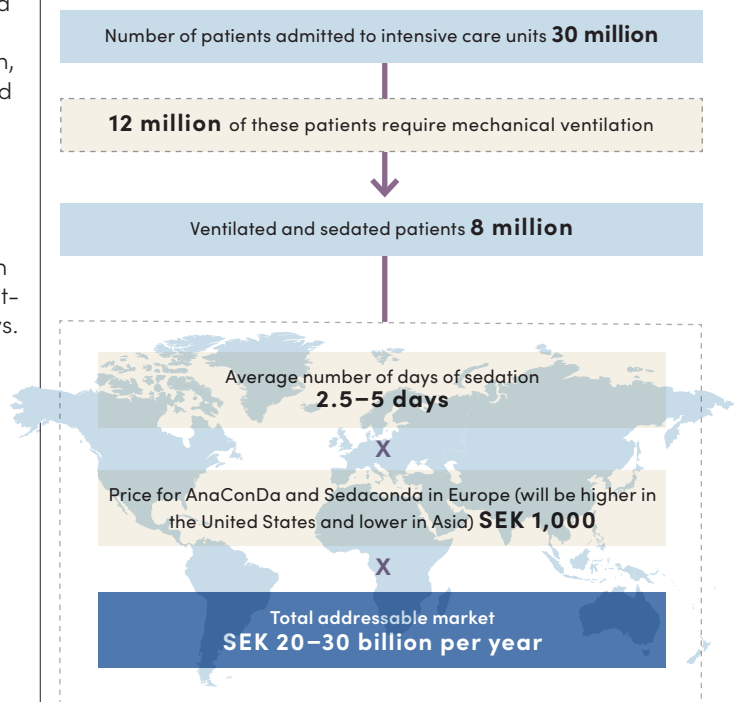 Number of patients admitted to intensive care units 30 million
12 million of these patients require mechanical ventilation
Ventilated and sedated patients 8 million
t-
Average number of days of sedation
2.5–5 days
X
Price for AnaConDa and Sedaconda in Europe (will be higher in
the United States and lower in Asia) SEK 1,000
X
Total addressable market
SEK 20–30 billion per year